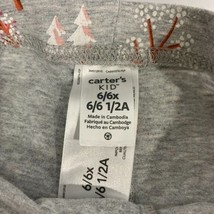 carter's
KID
6/6x
6/6 1/2A
Made in Cambodia
Fabriqué au Cambodge
Hecho en Camboya
6/6x
6/6 1/2A